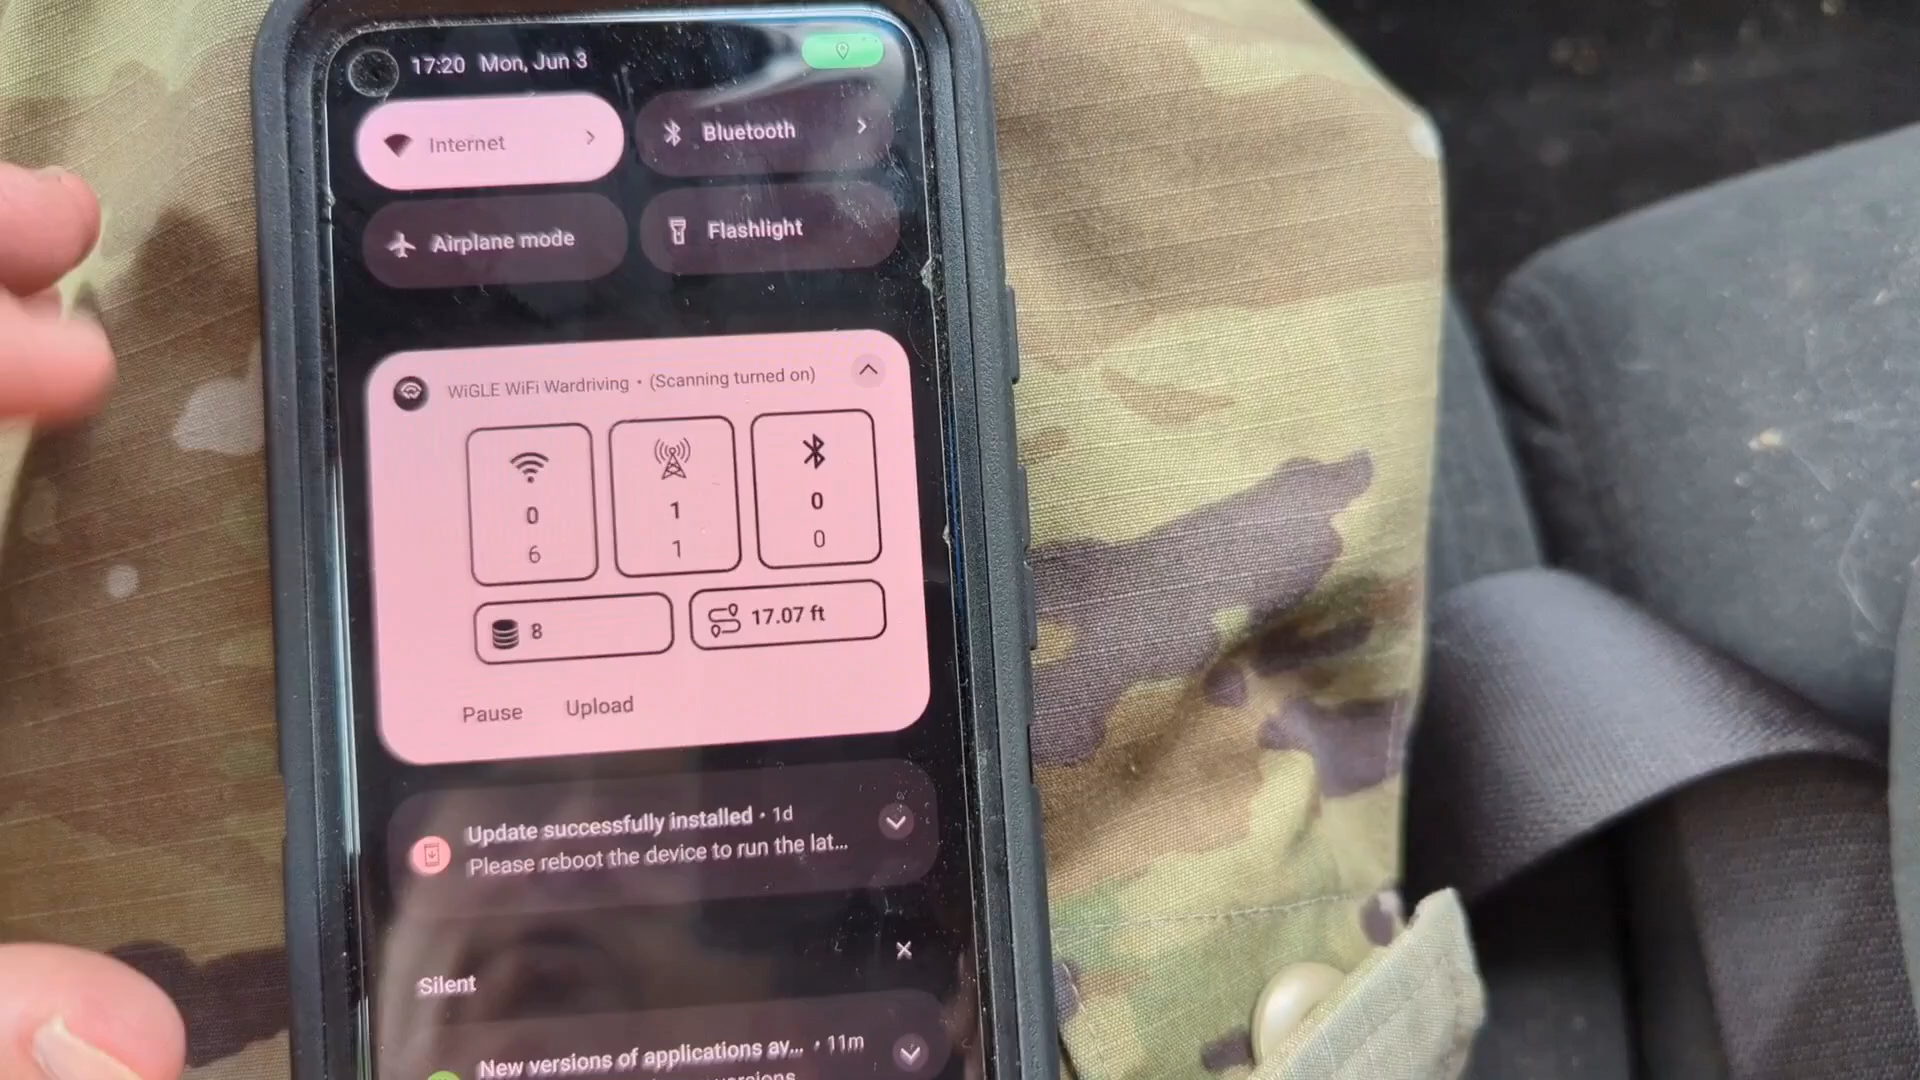 17:20 Mon, Jun 3
Internet
Bluetooth
Airplane mode
Flashlight
WiGLE WiFi Wardriving • (Scanning turned on)
0
6
1
1
0
0
8
17.07 ft
Pause Upload
Update successfully installed • 1d
Please reboot the device to run the lat...
Silent
New versions of applications av... • 11m